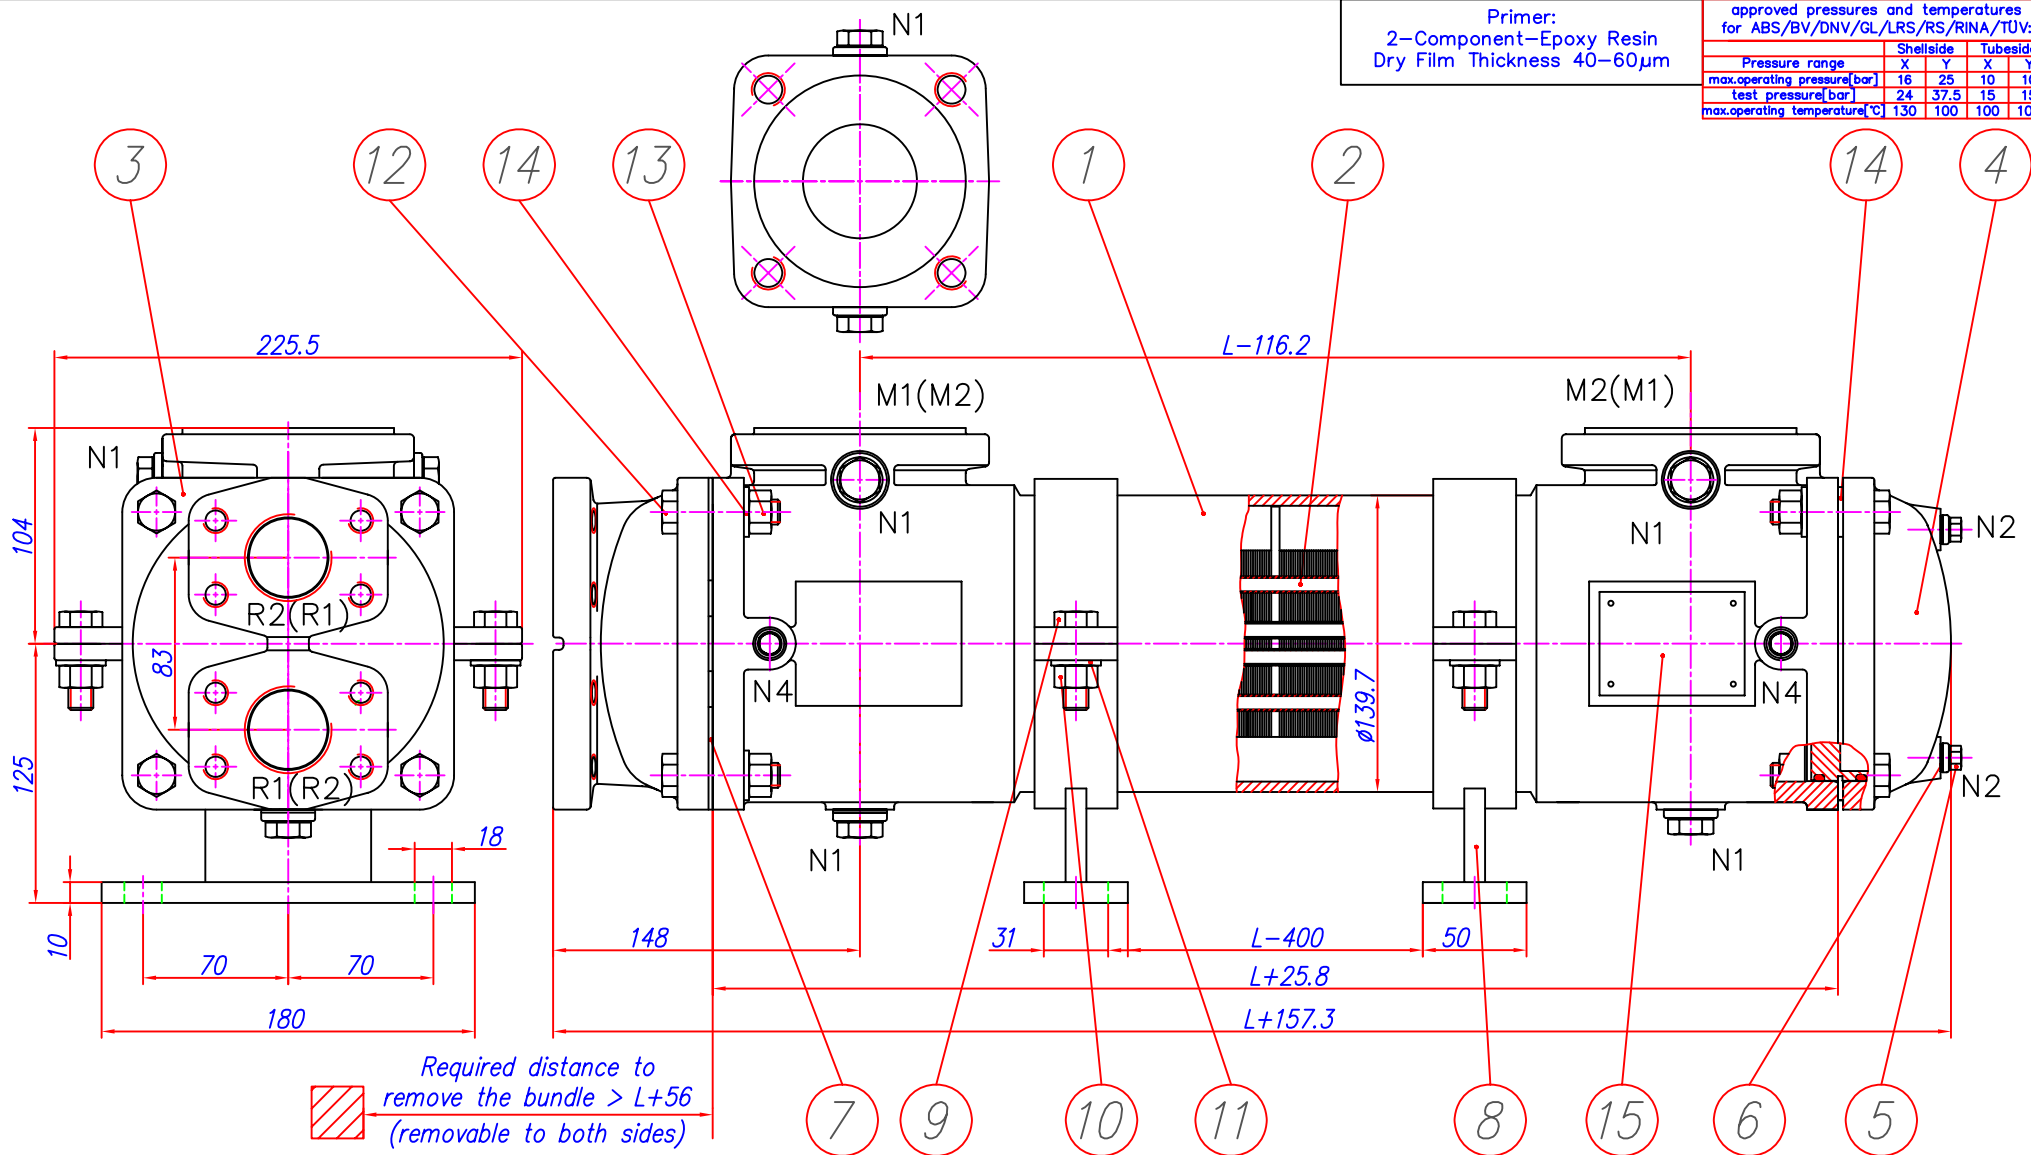 N1
Primer:
2-Component-Epoxy Resin
Dry Film Thickness 40-60µm
approved pressures and temperatures
for ABS/BV/DNV/GL/LRS/RS/RINA/TÜV:
Shellside Tubeside
Pressure range X Y X Y
max.operating pressure[bar] 16 25 10
test pressure[bar] 24 37.5 15
max.operating temperature[°C] 130 100 100
3 12 14 13 1 2 14 4
225.5
L-116.2
M1(M2)
M2(M1)
N1
N1
N1
N2
104
R2(R1)
83
N4
N4
Ø139.7
125
R1(R2)
N2
18
N1
N1
10
148
31
L-400
50
70
70
L+25.8
180
L+157.3
Required distance to
remove the bundle > L+56
(removable to both sides)
7 9 10 11 8 15 6 5